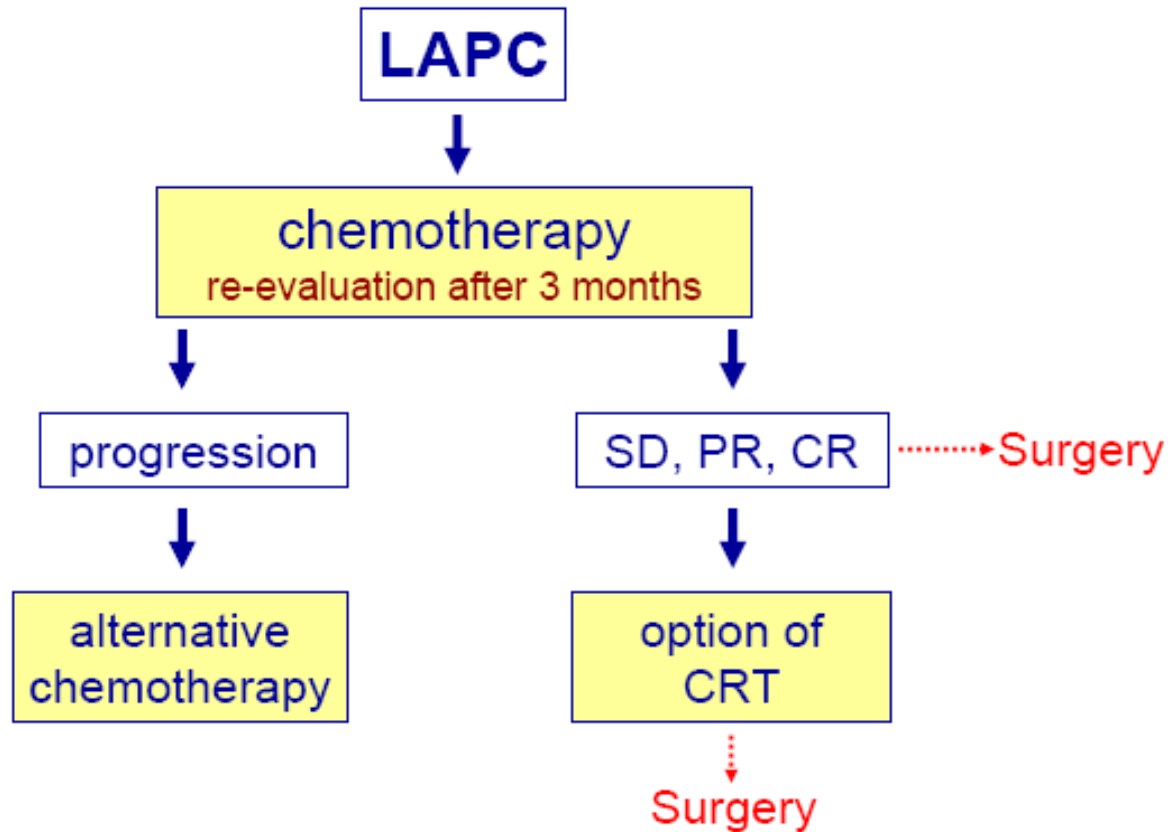 LAPC
chemotherapy
re-evaluation after 3 months
progression
SD, PR, CR
Surgery
alternative
chemotherapy
option of
CRT
Surgery